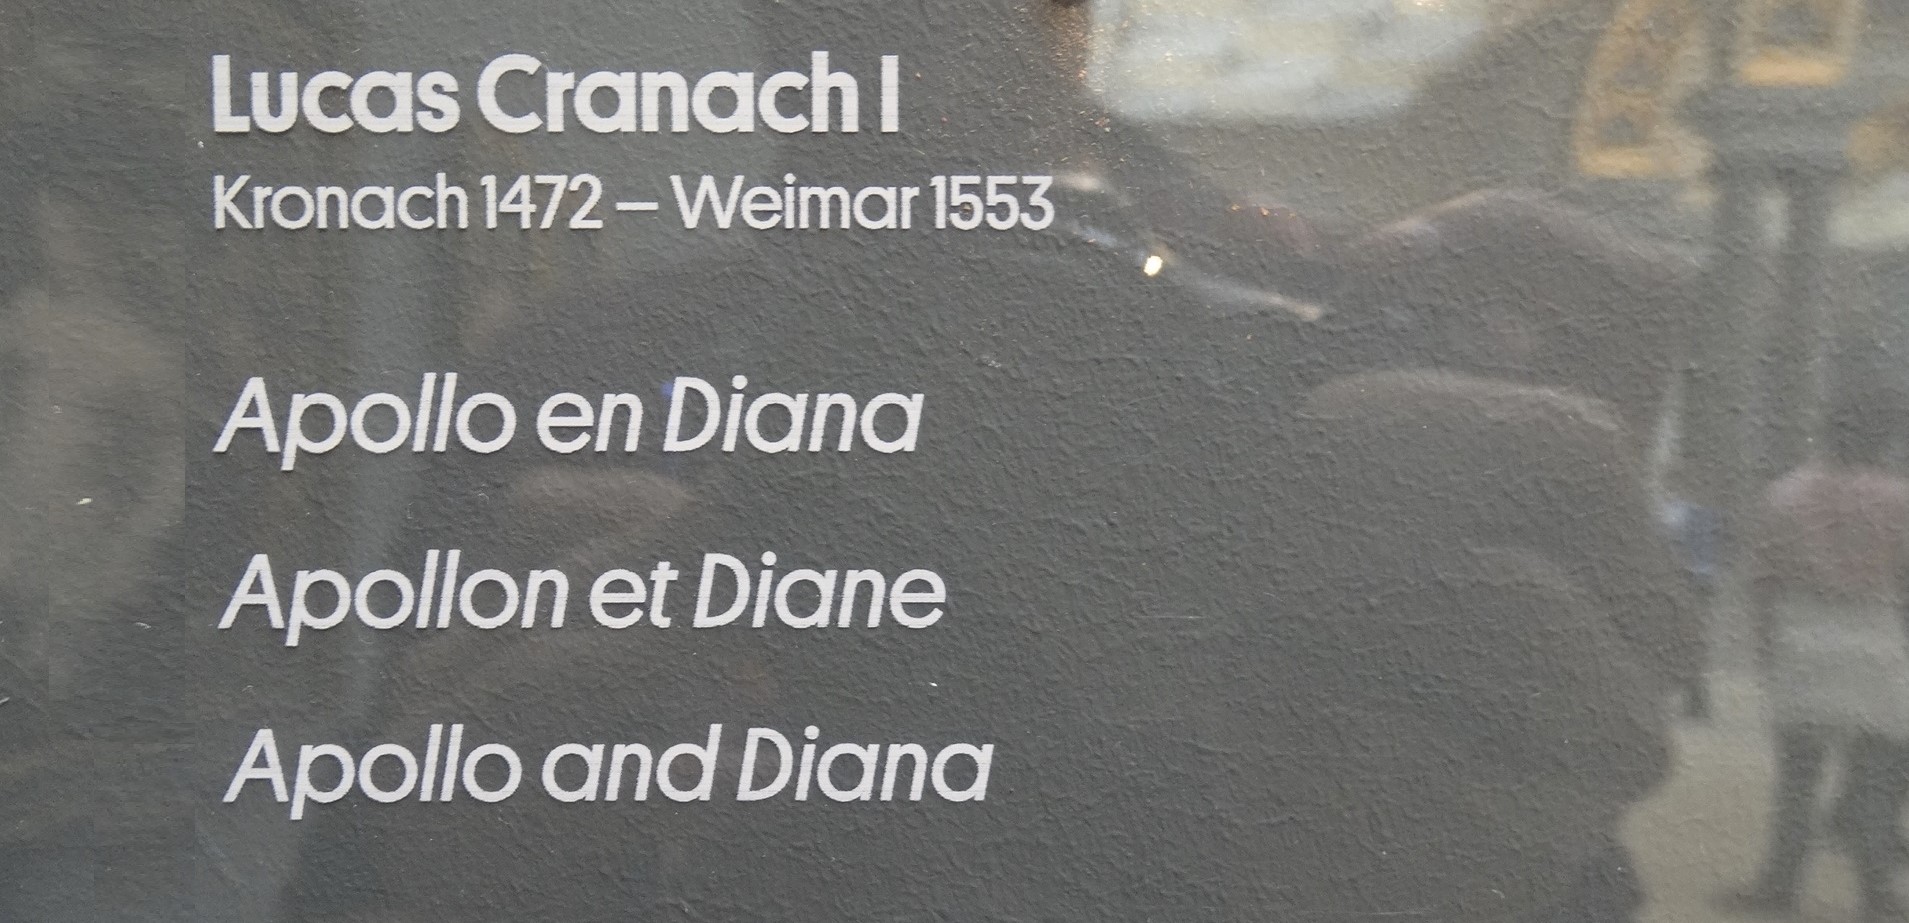 Lucas Cranach I
Kronach 1472 – Weimar 1553
Apollo en Diana
Apollon et Diane
Apollo and Diana